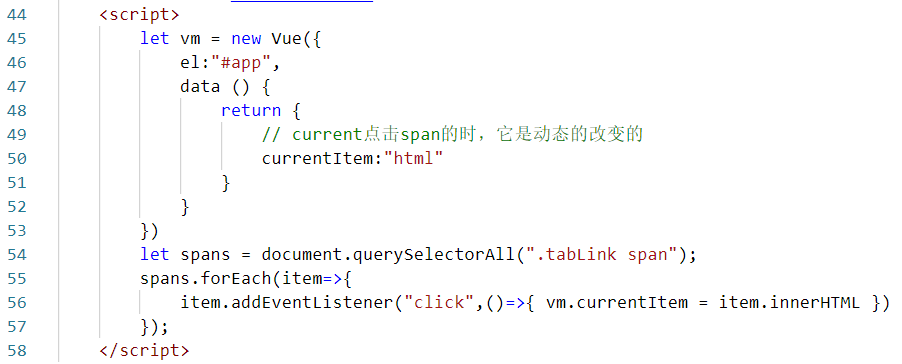 44 <script>
45 let vm = new Vue({
46 el:"#app",
47 data () {
48 return {
49 // current点击span的时，它是动态的改变的
50 currentItem:"html"
51 }
52 }
53 })
54 let spans = document.querySelectorAll(".tabLink span");
55 spans.forEach(item=>{
56 item.addEventListener("click",()=>{ vm.currentItem = item.innerHTML })
57 });
58 </script>